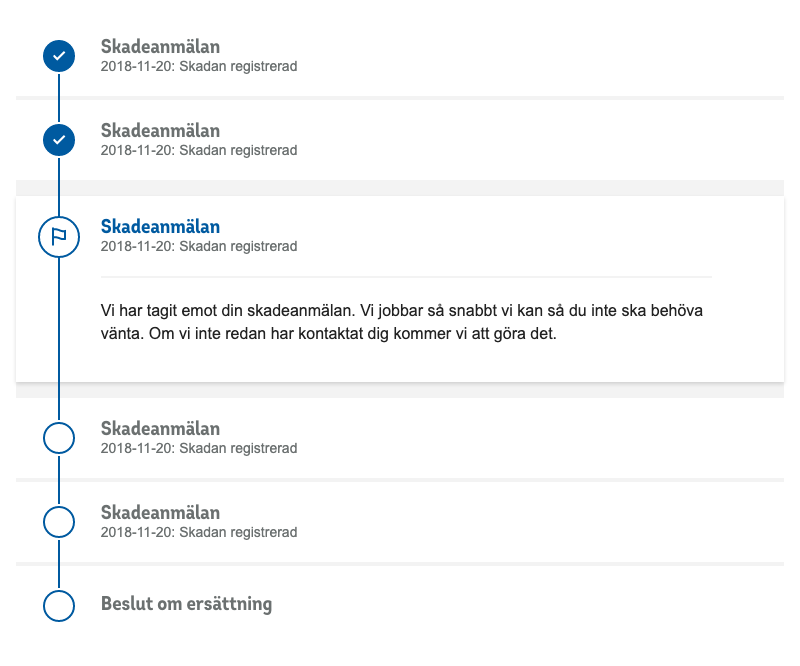 Skadeanmälan
2018-11-20: Skadan registrerad
Skadeanmälan
2018-11-20: Skadan registrerad
Skadeanmälan
2018-11-20: Skadan registrerad
Vi har tagit emot din skadeanmälan. Vi jobbar så snabbt vi kan så du inte ska behöva
vänta. Om vi inte redan har kontaktat dig kommer vi att göra det.
Skadeanmälan
2018-11-20: Skadan registrerad
Skadeanmälan
2018-11-20: Skadan registrerad
Beslut om ersättning